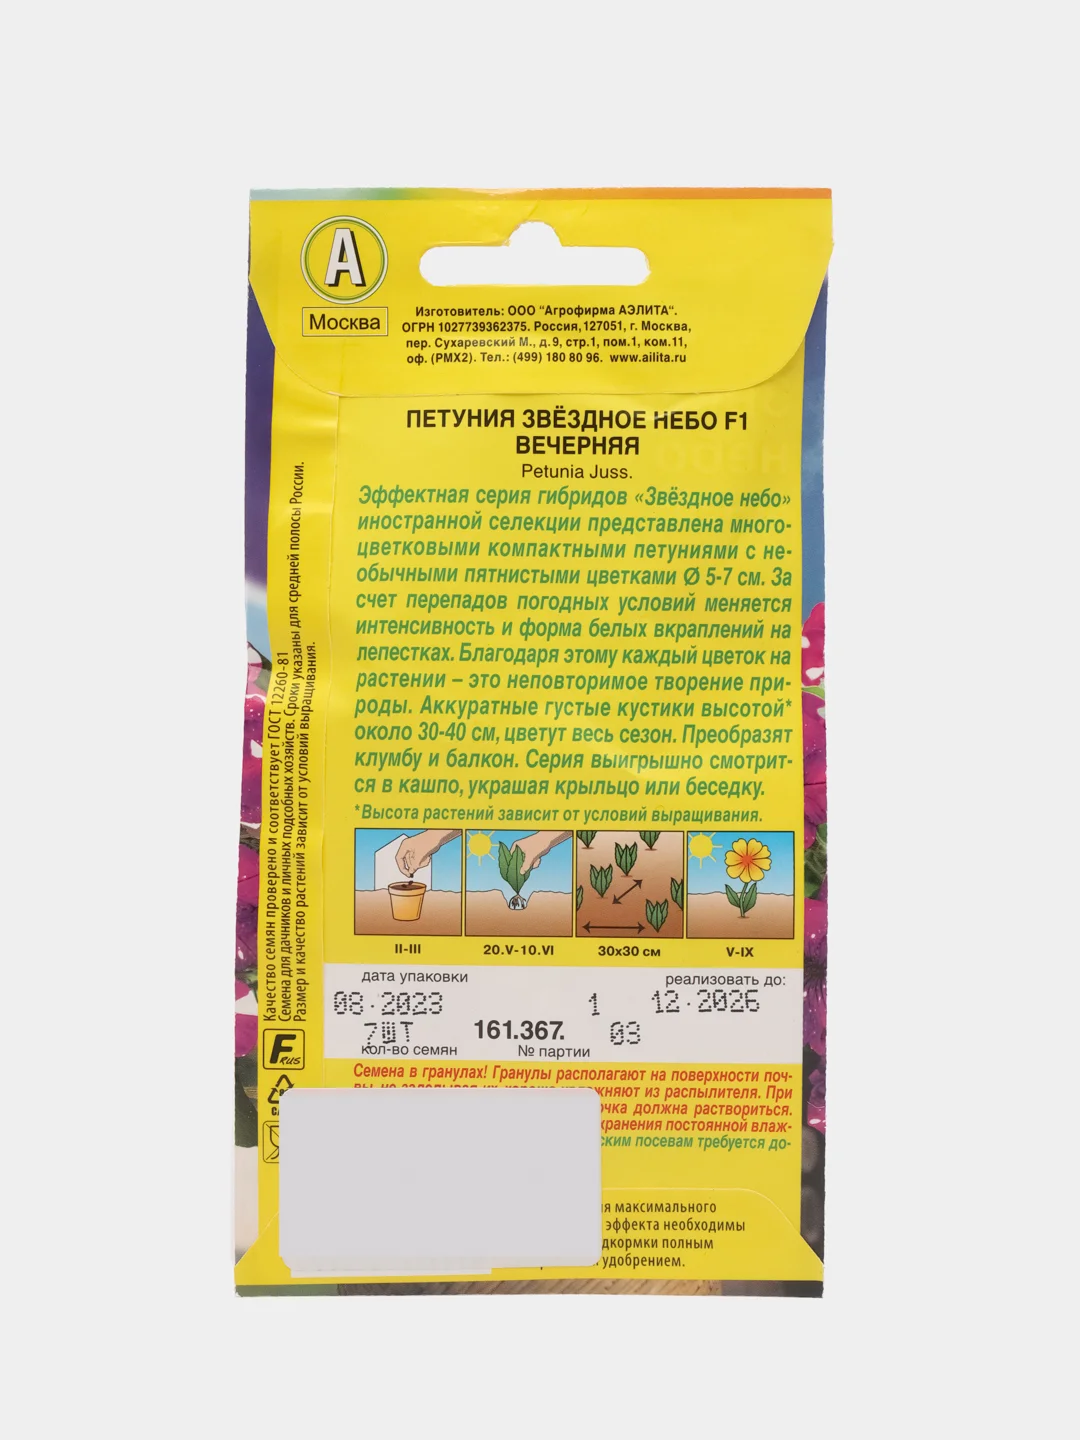 А
Москва
Изготовитель: ООО "Агрофирма АЭЛИТА".
ОГРН 1027739362375. Россия, 127051, г. Москва,
пер. Сухаревский М., д.9, стр.1, пом.1, ком.11,
оф. (РМХ2). Тел.: (499) 180 80 96. www.ailita.ru
ПЕТУНИЯ ЗВЁЗДНОЕ НЕБО F1
ВЕЧЕРНЯЯ
Petunia Juss.
Эффектная серия гибридов «Звёздное небо»
иностранной селекции представлена много-
цветковыми компактными петуниями с не-
обычными пятнистыми цветками Ø 5-7 см. За
счет перепадов погодных условий меняется
интенсивность и форма белых вкраплений на
лепестках. Благодаря этому каждый цветок на
растении – это неповторимое творение при-
роды. Аккуратные густые кустики высотой*
около 30-40 см, цветут весь сезон. Преобразят
клумбу и балкон. Серия выигрышно смотрит-
ся в кашпо, украшая крыльцо или беседку.
*Высота растений зависит от условий выращивания.
II-III
20.V-10.VI
30x30 см
V-IX
дата упаковки
реализовать до:
08.2023
1
12.2026
7ШТ
161.367.
03
кол-во семян
№ партии
Семена в гранулах! Гранулы располагают на поверхности поч-
увлажняют из распылителя. При
должна раствориться.
постоянной влаж-
посевам требуется до-
максимального
эффекта необходимы
полным
удобрением.
Качество семян проверено и соответствует ГОСТ 12260-81
Семена для дачников и личных подсобных хозяйств. Сроки указаны для средней полосы России.
Размер и качество растений зависит от условий выращивания.
F RUS